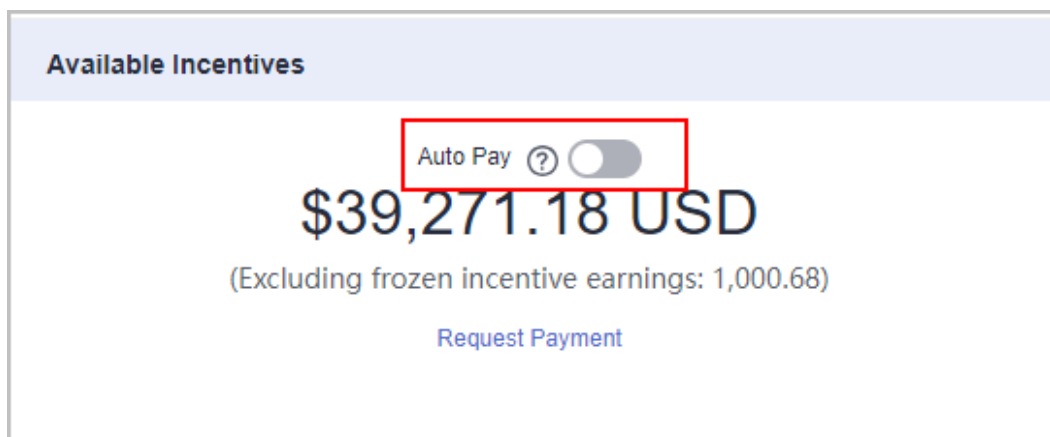 Available Incentives
Auto Pay ?
$39,271.18 USD
(Excluding frozen incentive earnings: 1,000.68)
Request Payment